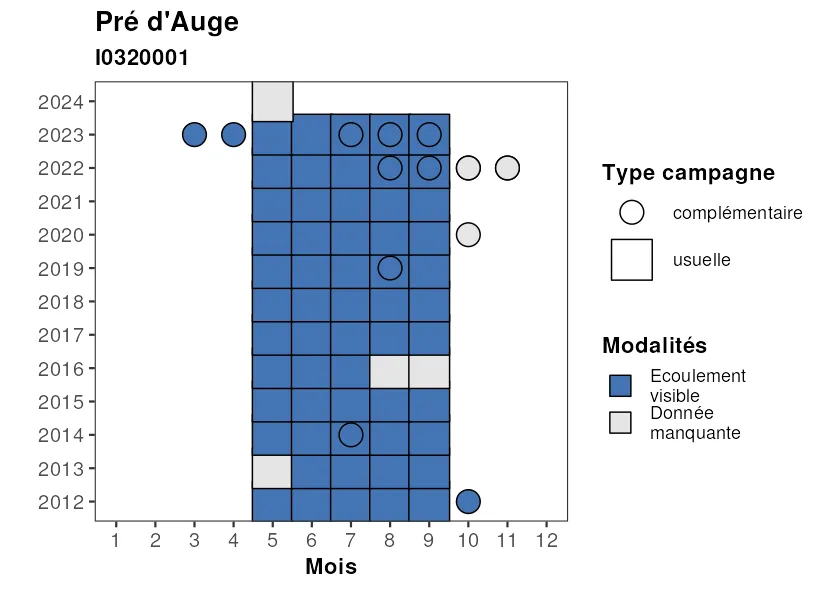 Pré d'Auge
I0320001
2024
2023
2022
2021
2020
2019
2018
2017
2016
2015
2014
2013
2012
1 2 3 4 5 6 7 8 9 10 11 12
Mois
Type campagne
complémentaire
usuelle
Modalités
Ecoulement
visible
Donnée
manquante